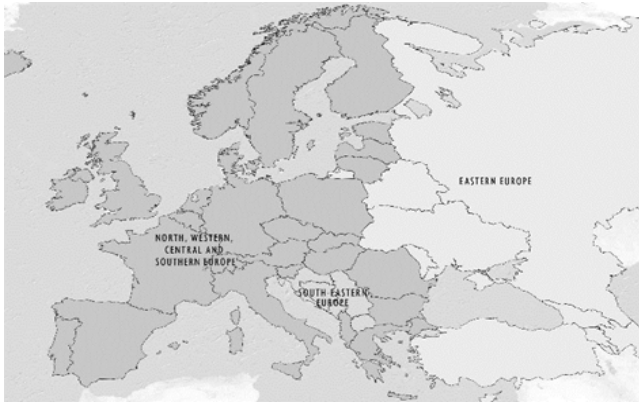 EASTERN EUROPE
NORTH, WESTERN,
CENTRAL AND
SOUTHERN EUROPE
SOUTH-EASTERN
EUROPE